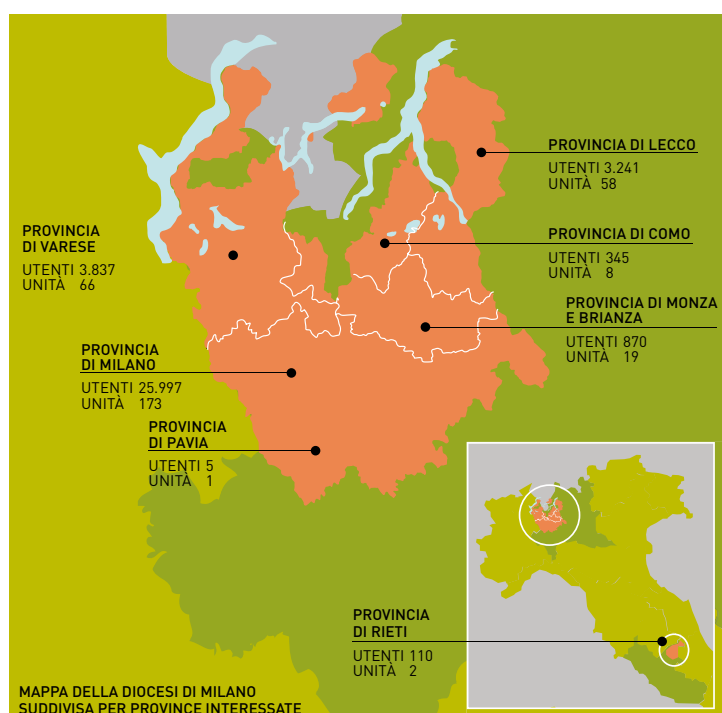 PROVINCIA DI LECCO
UTENTI 3.241
UNITÀ 58
PROVINCIA
DI VARESE
UTENTI 3.837
UNITÀ 66
PROVINCIA DI COMO
UTENTI 345
UNITÀ 8
PROVINCIA DI MONZA
E BRIANZA
UTENTI 870
UNITÀ 19
PROVINCIA
DI MILANO
UTENTI 25.997
UNITÀ 173
PROVINCIA
DI PAVIA
UTENTI 5
UNITÀ 1
PROVINCIA
DI RIETI
UTENTI 110
UNITÀ 2
MAPPA DELLA DIOCESI DI MILANO
SUDDIVISA PER PROVINCE INTERESSATE